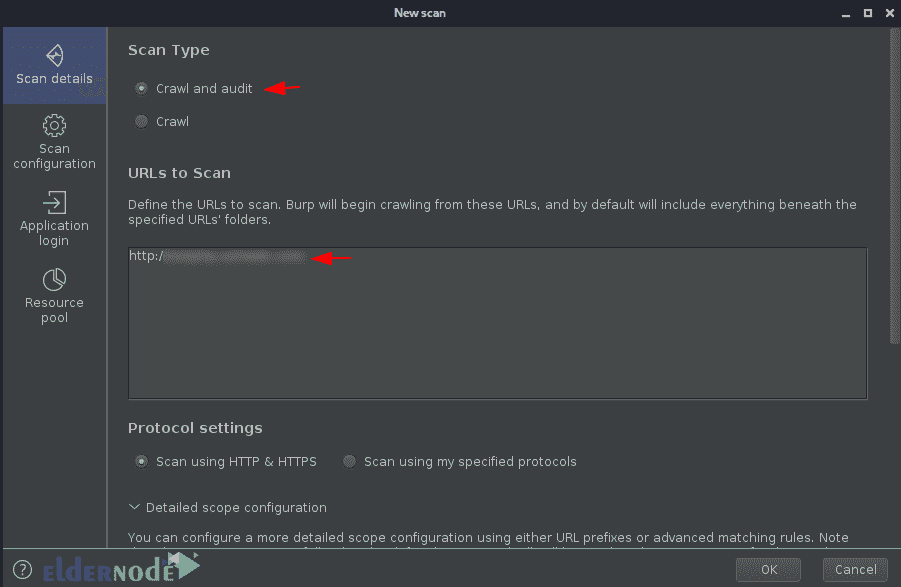 New scan
Scan details
Scan
configuration
Application
login
Resource
pool
Scan Type
Crawl and audit
Crawl
URLs to Scan
Define the URLs to scan. Burp will begin crawling from these URLs, and by default will include everything beneath the
specified URLs' folders.
http:/
Protocol settings
Scan using HTTP & HTTPS
Scan using my specified protocols
Detailed scope configuration
You can configure a more detailed scope configuration using either URL prefixes or advanced matching rules. Note
?
eldernode
OK
Cancel